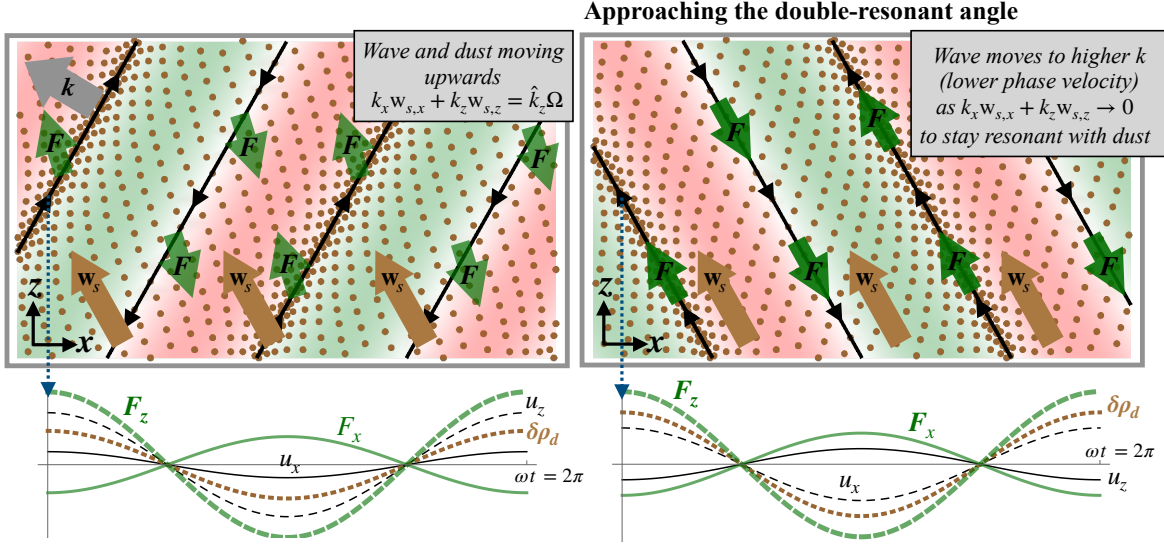 Approaching the double-resonant angle
Wave and dust moving
upwards
k_x w_{s,x} + k_z w_{s,z} = k̂_z Ω
k
F
F
F
F
F
F
F
w_s
w_s
w_s
z
x
Wave moves to higher k
(lower phase velocity)
as k_x w_{s,x} + k_z w_{s,z} → 0
to stay resonant with dust
F
F
F
F
F
F
w_s
w_s
w_s
z
x
F_z
F_x
u_z
δρ_d
u_x
ωt = 2π
F_z
F_x
δρ_d
ωt = 2π
u_x
u_z